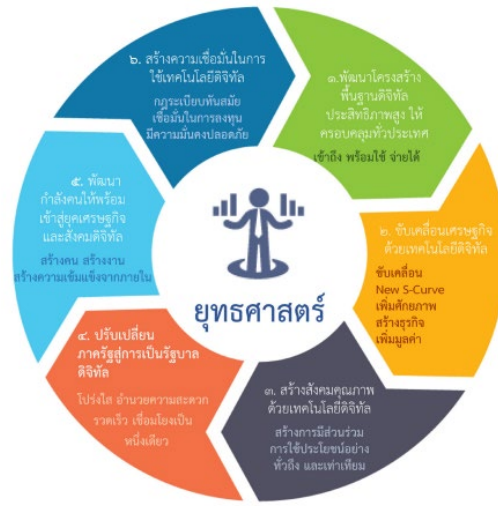 ๑.พัฒนาโครงสร้าง
พื้นฐานดิจิทัล
ประสิทธิภาพสูง ให้
ครอบคลุมทั่วประเทศ
เข้าถึง พร้อมใช้ จ่ายได้
๒. ขับเคลื่อนเศรษฐกิจ
ด้วยเทคโนโลยีดิจิทัล
ขับเคลื่อน
New S-Curve
เพิ่มศักยภาพ
สร้างธุรกิจ
เพิ่มมูลค่า
๓. สร้างสังคมคุณภาพ
ด้วยเทคโนโลยีดิจิทัล
สร้างการมีส่วนร่วม
การใช้ประโยชน์อย่าง
ทั่วถึง และเท่าเทียม
๔. ปรับเปลี่ยน
ภาครัฐสู่การเป็นรัฐบาล
ดิจิทัล
โปร่งใส อำนวยความสะดวก
รวดเร็ว เชื่อมโยงเป็น
หนึ่งเดียว
๕. พัฒนา
กำลังคนให้พร้อม
เข้าสู่ยุคเศรษฐกิจ
และสังคมดิจิทัล
สร้างคน สร้างงาน
สร้างความเข้มแข็งจากภายใน
๖. สร้างความเชื่อมั่นในการ
ใช้เทคโนโลยีดิจิทัล
กฎระเบียบทันสมัย
เชื่อมั่นในการลงทุน
มีความมั่นคงปลอดภัย
ยุทธศาสตร์